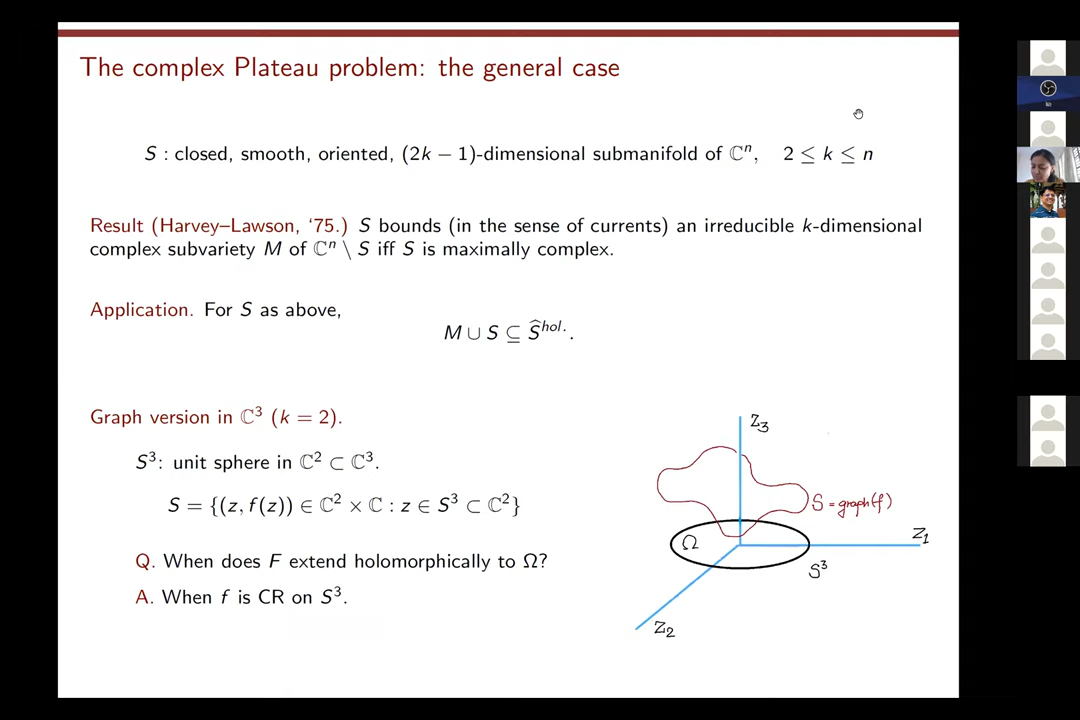 The complex Plateau problem: the general case
S : closed, smooth, oriented, (2k − 1)-dimensional submanifold of ℂⁿ, 2 ≤ k ≤ n
Result (Harvey–Lawson, '75.) S bounds (in the sense of currents) an irreducible k-dimensional
complex subvariety M of ℂⁿ \ S iff S is maximally complex.
Application. For S as above,
M ∪ S ⊆ Ŝ^{hol.}.
Graph version in ℂ³ (k = 2).
S³: unit sphere in ℂ² ⊂ ℂ³.
S = {(z, f(z)) ∈ ℂ² × ℂ : z ∈ S³ ⊂ ℂ²}
Q. When does F extend holomorphically to Ω?
A. When f is CR on S³.
Z₃
S = graph(f)
Ω
Z₁
S³
Z₂